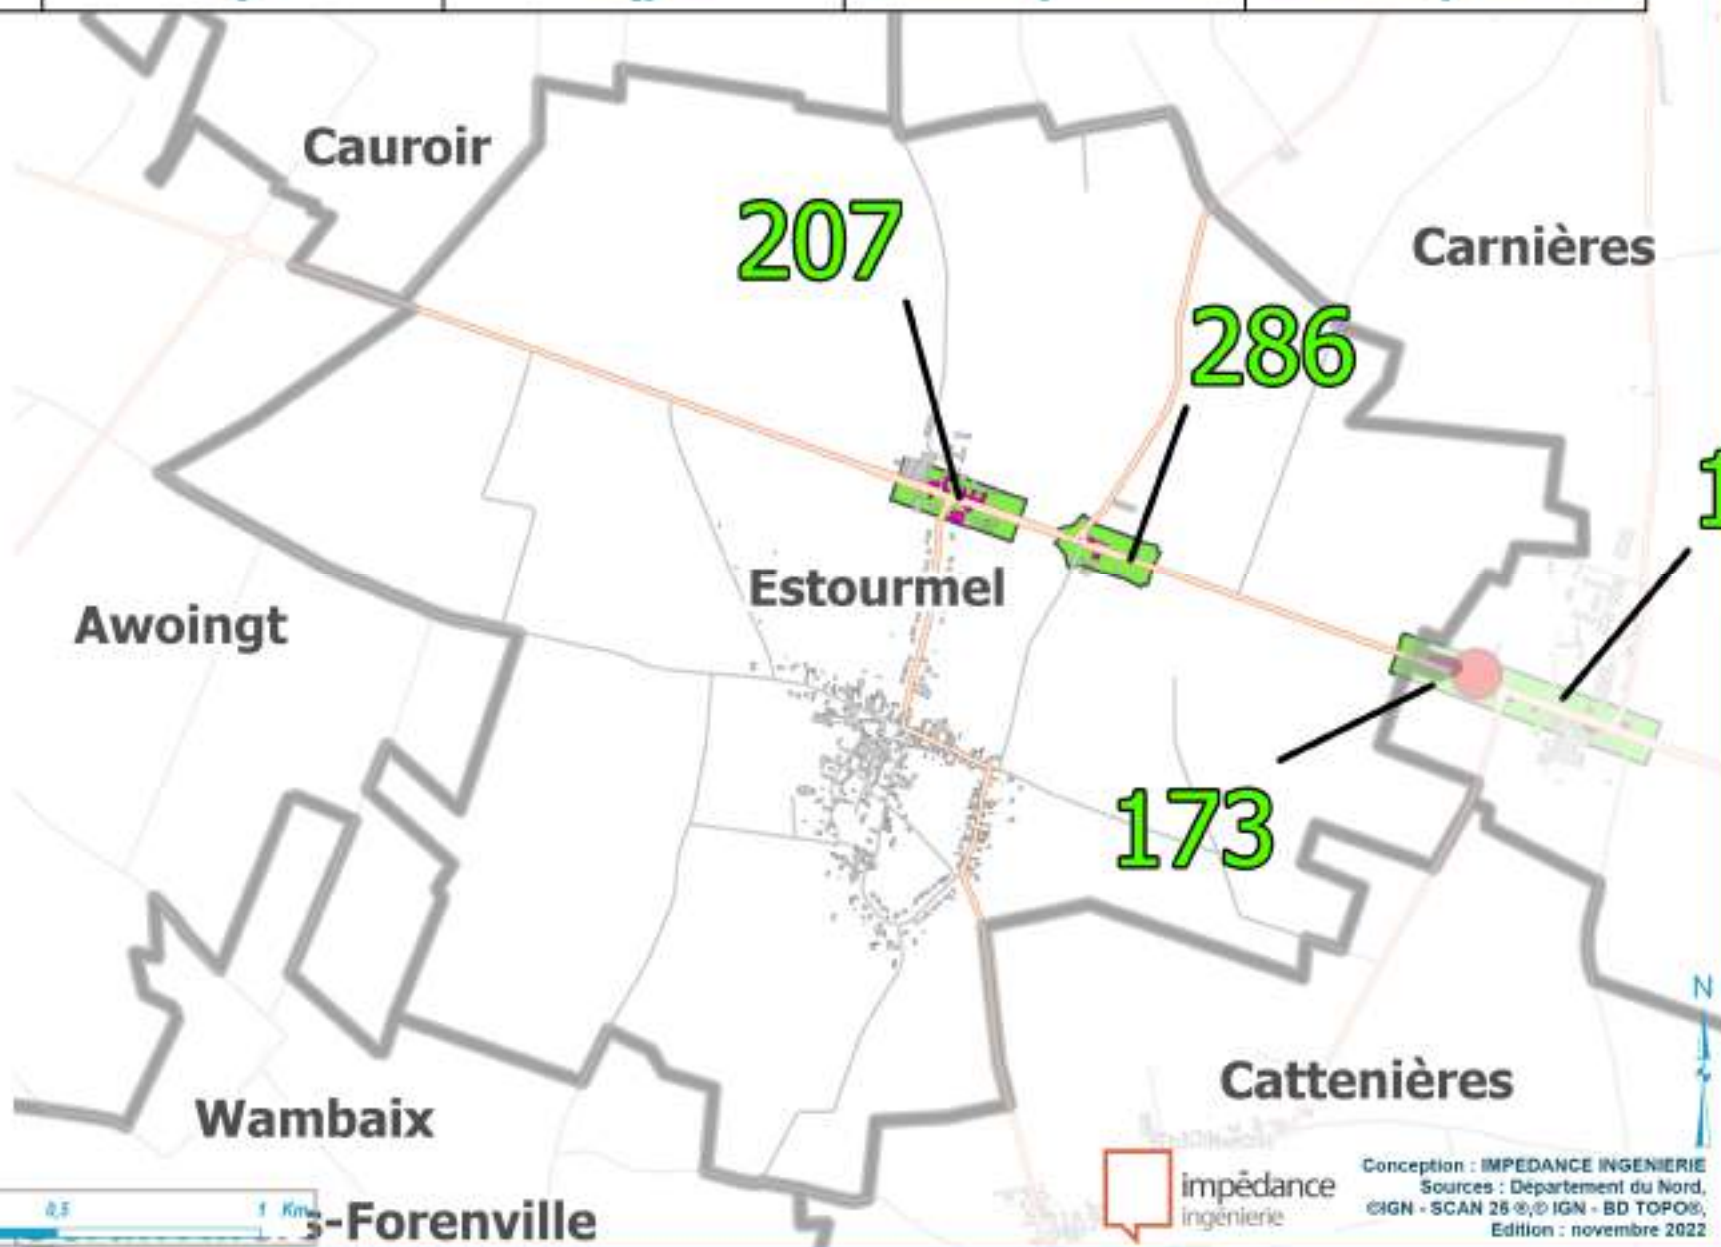 Cauroir
207
Carnières
286
1
Estourmel
Awoingt
173
N
Cattenières
Wambaix
impédance
ingénierie
Conception : IMPEDANCE INGENIERIE
Sources : Département du Nord,
©IGN - SCAN 25 ®,© IGN - BD TOPO®,
Edition : novembre 2022
0,5 1 Km
s-Forenville